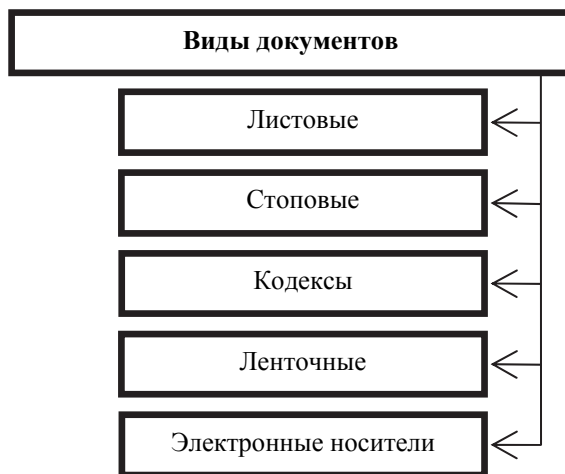 Виды документов
Листовые
Стоповые
Кодексы
Ленточные
Электронные носители